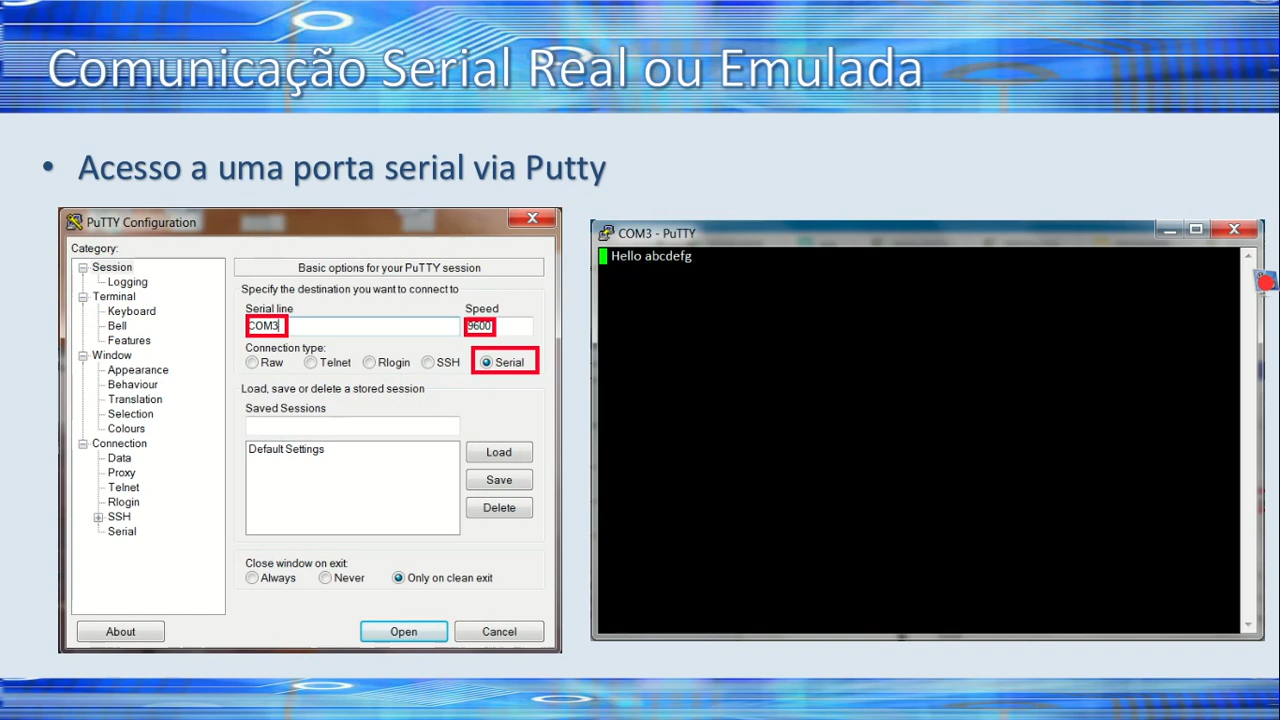 Comunicação Serial Real ou Emulada
• Acesso a uma porta serial via Putty
PuTTY Configuration
Category:
Session
Logging
Terminal
Keyboard
Bell
Features
Window
Appearance
Behaviour
Translation
Selection
Colours
Connection
Data
Proxy
Telnet
Rlogin
SSH
Serial
Basic options for your PuTTY session
Specify the destination you want to connect to
Serial line Speed
COM3 9600
Connection type:
Raw Telnet Rlogin SSH Serial
Load, save or delete a stored session
Saved Sessions
Default Settings
Load
Save
Delete
Close window on exit:
Always Never Only on clean exit
About Open Cancel
COM3 - PuTTY
Hello abcdefg